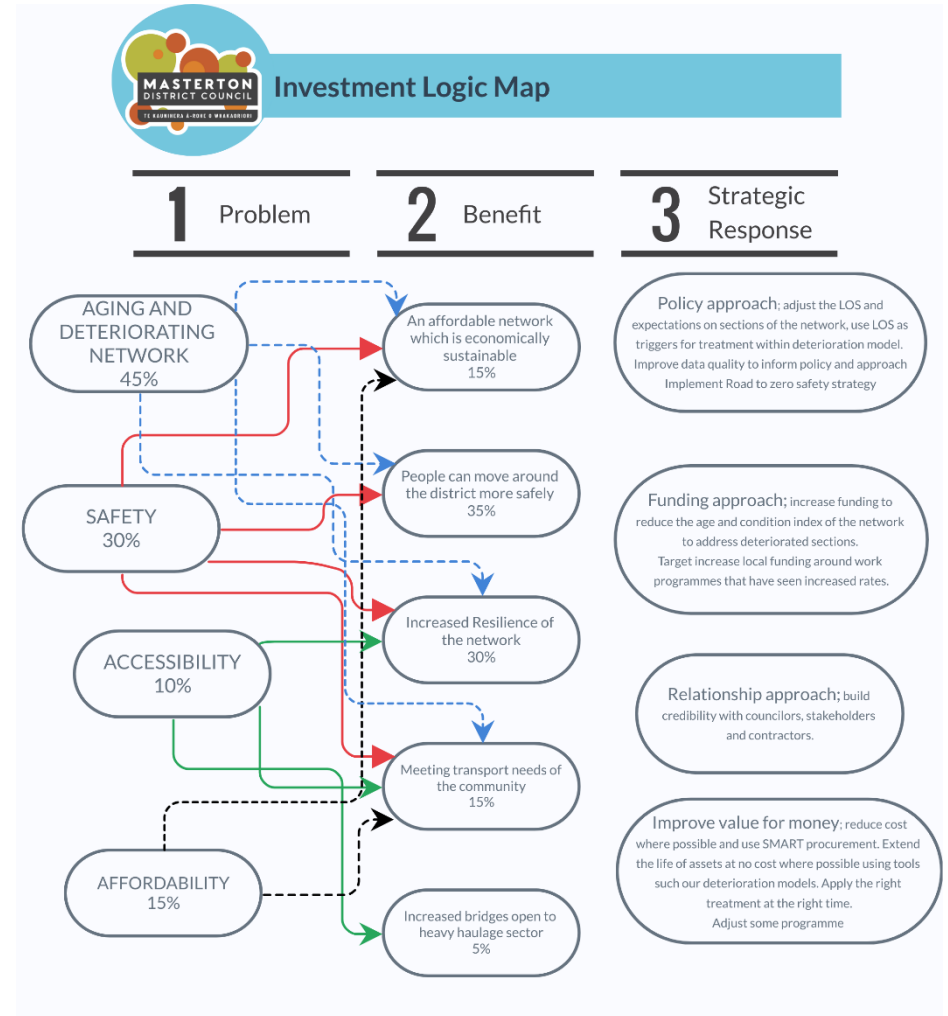 MASTERTON
DISTRICT COUNCIL
TE KAUNIHERA Ā-ROHE O WHAKAORIORI
Investment Logic Map
1 Problem
2 Benefit
3 Strategic
Response
AGING AND
DETERIORATING
NETWORK
45%
SAFETY
30%
ACCESSIBILITY
10%
AFFORDABILITY
15%
An affordable network
which is economically
sustainable
15%
People can move around
the district more safely
35%
Increased Resilience of
the network
30%
Meeting transport needs of
the community
15%
Increased bridges open to
heavy haulage sector
5%
Policy approach; adjust the LOS and
expectations on sections of the network, use LOS as
triggers for treatment within deterioration model.
Improve data quality to inform policy and approach
Implement Road to zero safety strategy
Funding approach; increase funding to
reduce the age and condition index of the network
to address deteriorated sections.
Target increase local funding around work
programmes that have seen increased rates.
Relationship approach; build
credibility with councilors, stakeholders
and contractors.
Improve value for money; reduce cost
where possible and use SMART procurement. Extend
the life of assets at no cost where possible using tools
such our deterioration models. Apply the right
treatment at the right time.
Adjust some programme